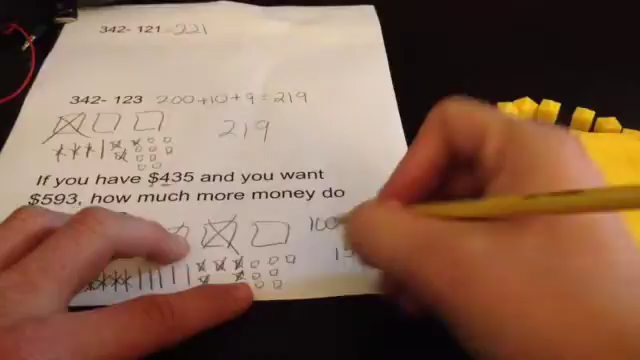 342- 121 = 221
342- 123 200+10+9=219
219
If you have $435 and you want
$593, how much more money do
100
1